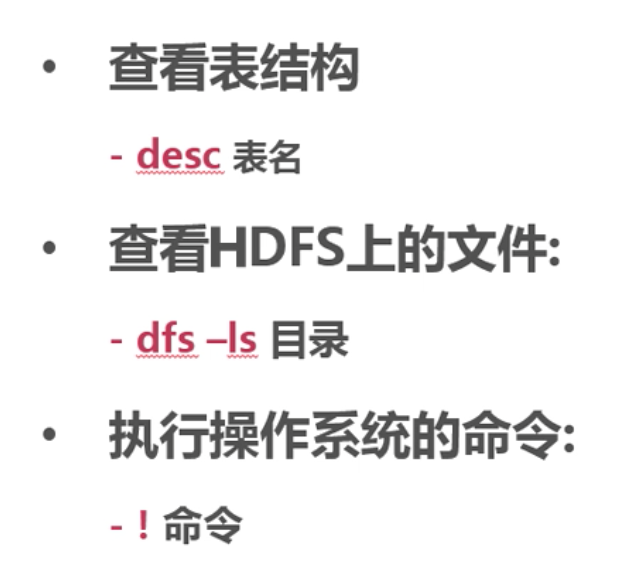 • 查看表结构
- desc 表名
• 查看HDFS上的文件:
- dfs –ls 目录
• 执行操作系统的命令:
- ! 命令